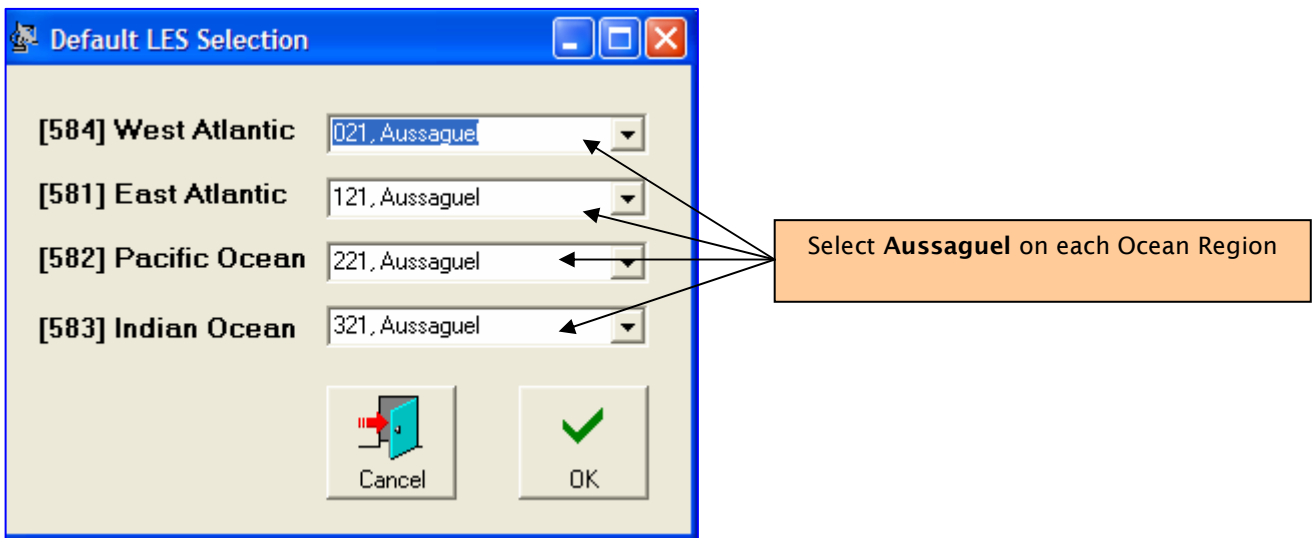 Default LES Selection
[584] West Atlantic 021, Aussaguel
[581] East Atlantic 121, Aussaguel
[582] Pacific Ocean 221, Aussaguel
[583] Indian Ocean 321, Aussaguel
Select Aussaguel on each Ocean Region
Cancel OK